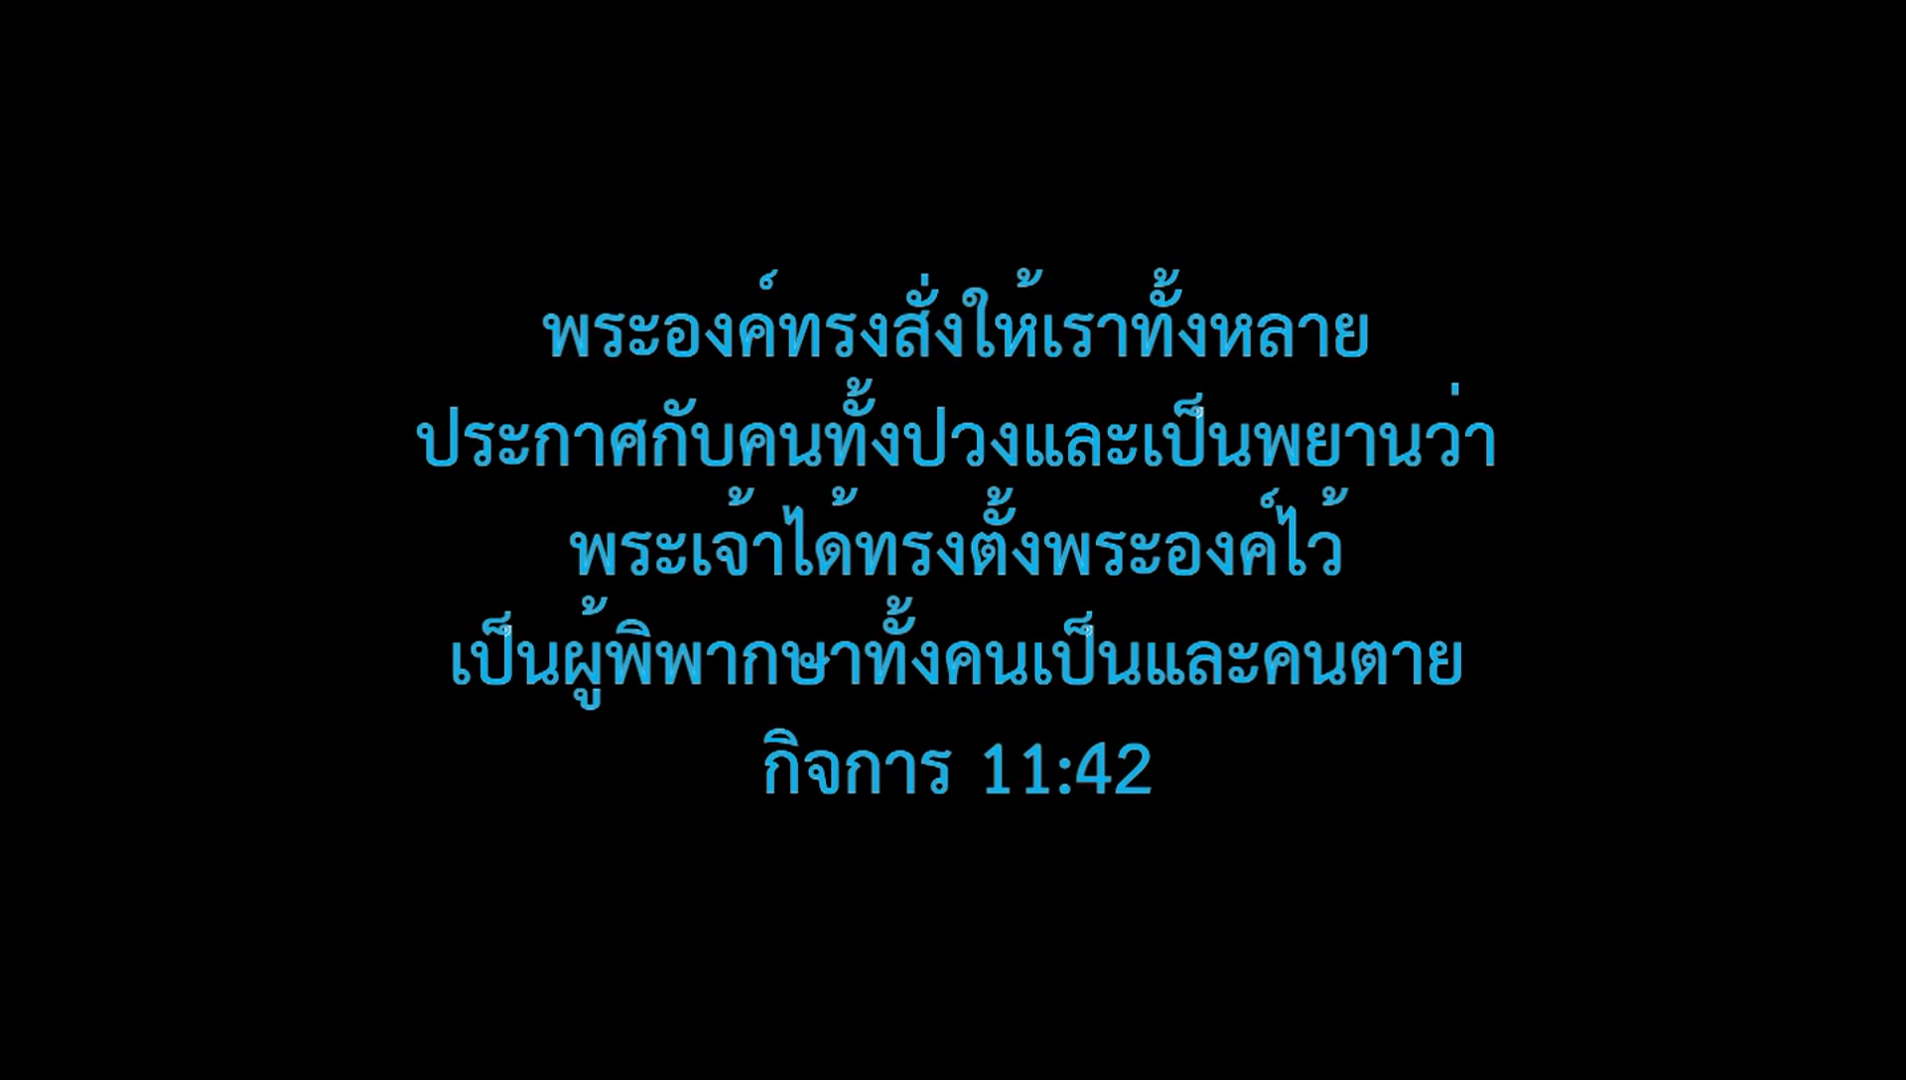 พระองค์ทรงสั่งให้เราทั้งหลาย
ประกาศกับคนทั้งปวงและเป็นพยานว่า
พระเจ้าได้ทรงตั้งพระองค์ไว้
เป็นผู้พิพากษาทั้งคนเป็นและคนตาย
กิจการ 11:42